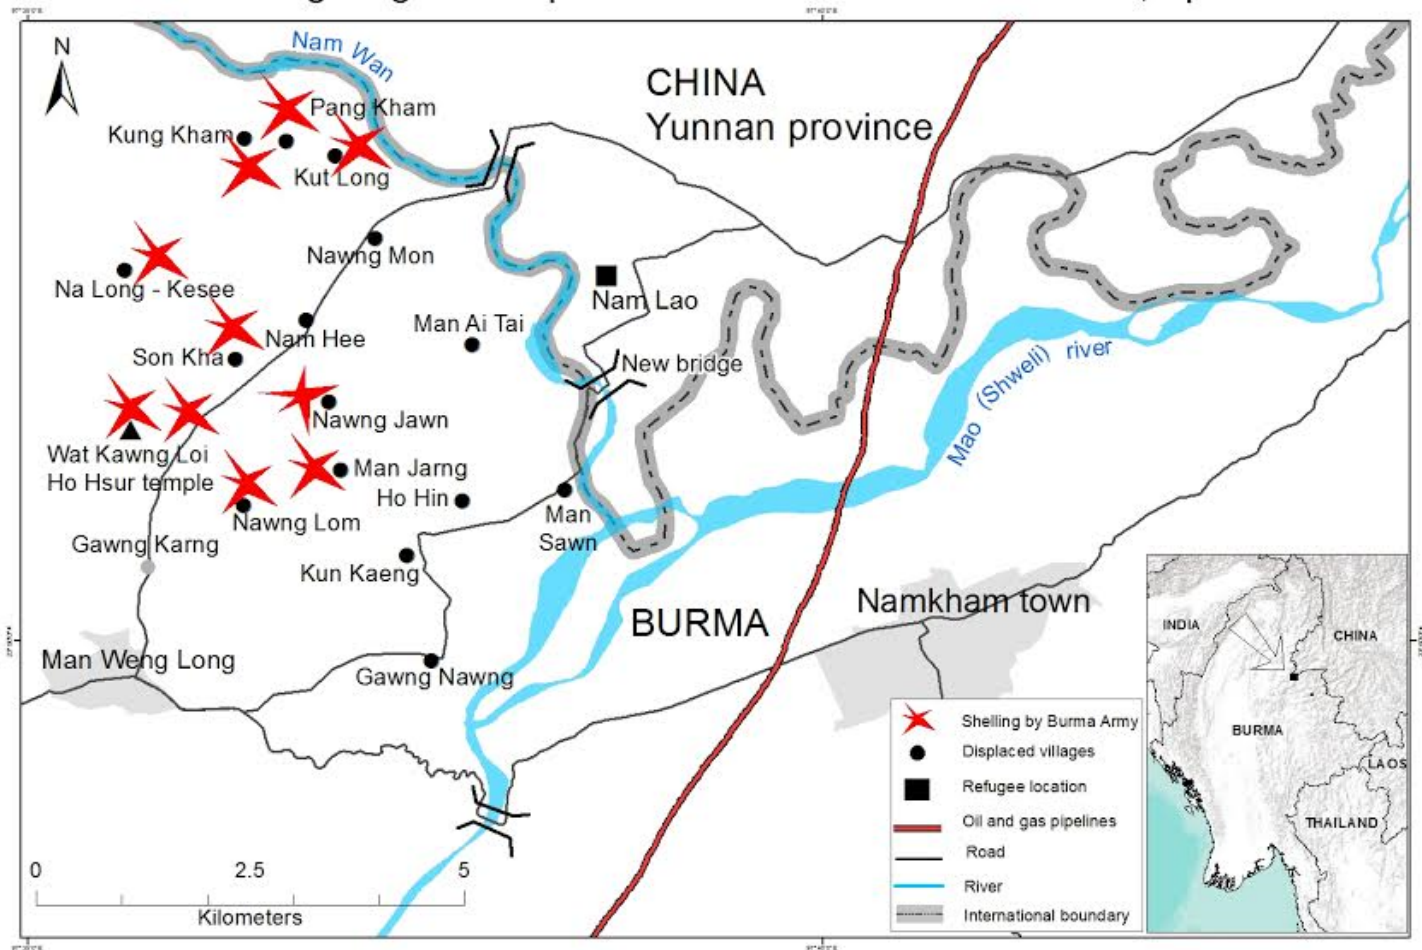 N
Nam Wan
Pang Kham
Kung Kham
Kut Long
CHINA
Yunnan province
Nawng Mon
Na Long - Kesee
Nam Lao
Man Ai Tai
Nam Hee
Son Kha
New bridge
Nawng Jawn
Wat Kawng Loi
Ho Hsur temple
Man Jarng
Ho Hin
Nawng Lom
Man
Sawn
Gawng Karng
Kun Kaeng
Mao (Shweli) river
BURMA
Namkham town
Man Weng Long
Gawng Nawng
INDIA
CHINA
BURMA
LAOS
THAILAND
Shelling by Burma Army
Displaced villages
Refugee location
Oil and gas pipelines
Road
River
International boundary
0 2.5 5
Kilometers